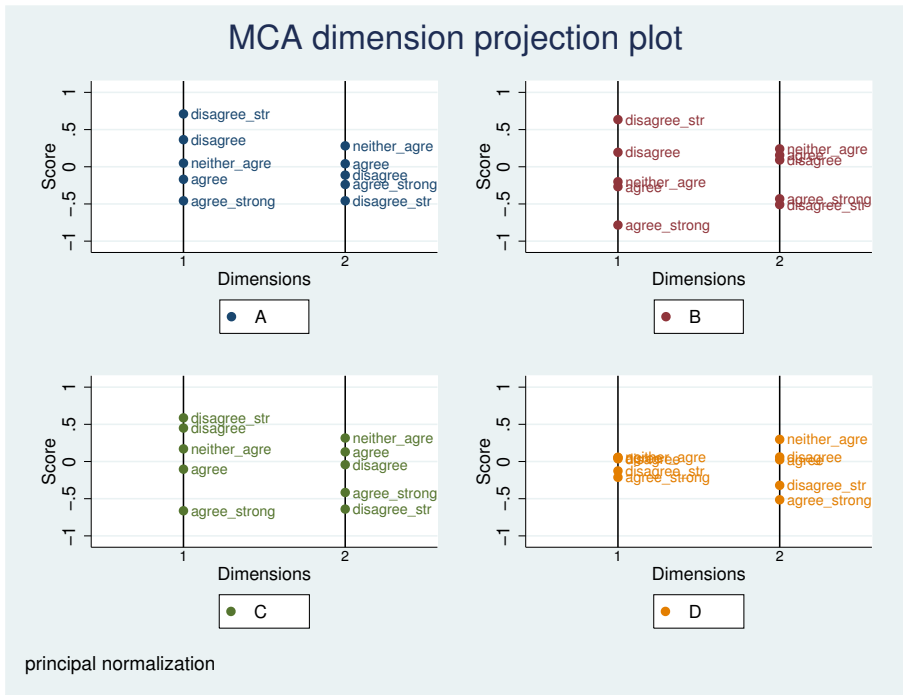 MCA dimension projection plot
1
.5
0
−.5
−1
Score
disagree_str
disagree
neither_agre
agree
agree_strong
neither_agre
agree
disagree
agree_strong
disagree_str
1
2
Dimensions
A
1
.5
0
−.5
−1
Score
disagree_str
disagree
neither_agre
agree
agree_strong
neither_agre
agree
disagree
agree_strong
disagree_str
1
2
Dimensions
B
1
.5
0
−.5
−1
Score
disagree_str
disagree
neither_agre
agree
agree_strong
neither_agre
agree
disagree
agree_strong
disagree_str
1
2
Dimensions
C
1
.5
0
−.5
−1
Score
neither_agre
disagree_str
agree_strong
neither_agre
disagree
agree
disagree_str
agree_strong
1
2
Dimensions
D
principal normalization